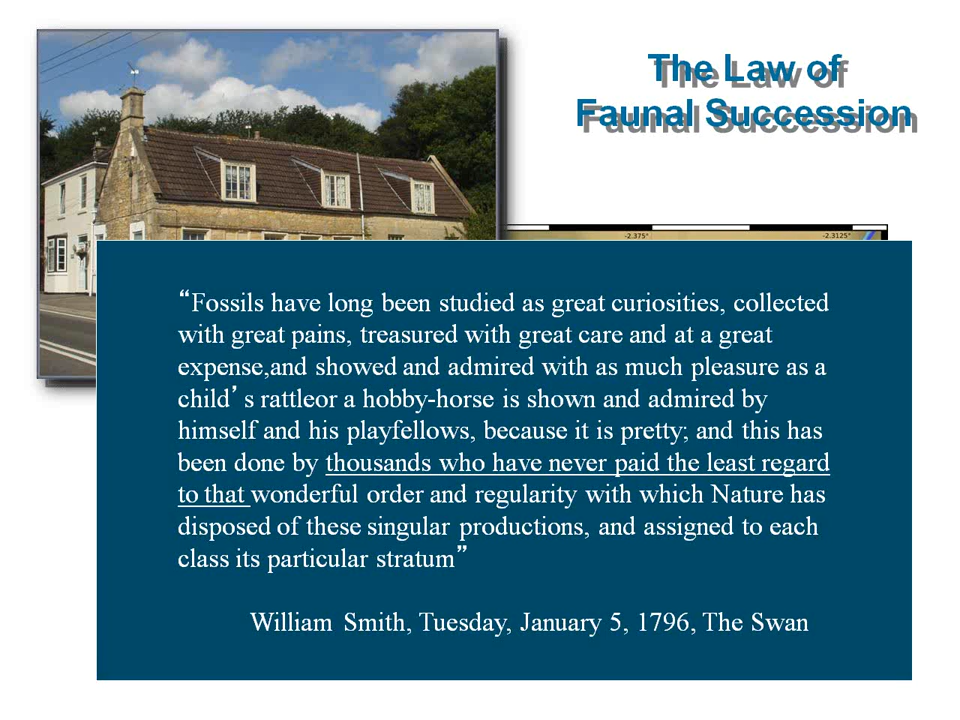 The Law of
Faunal Succession
-2.375°
-2.3125°
“Fossils have long been studied as great curiosities, collected
with great pains, treasured with great care and at a great
expense,and showed and admired with as much pleasure as a
child’s rattleor a hobby-horse is shown and admired by
himself and his playfellows, because it is pretty; and this has
been done by thousands who have never paid the least regard
to that wonderful order and regularity with which Nature has
disposed of these singular productions, and assigned to each
class its particular stratum”
William Smith, Tuesday, January 5, 1796, The Swan